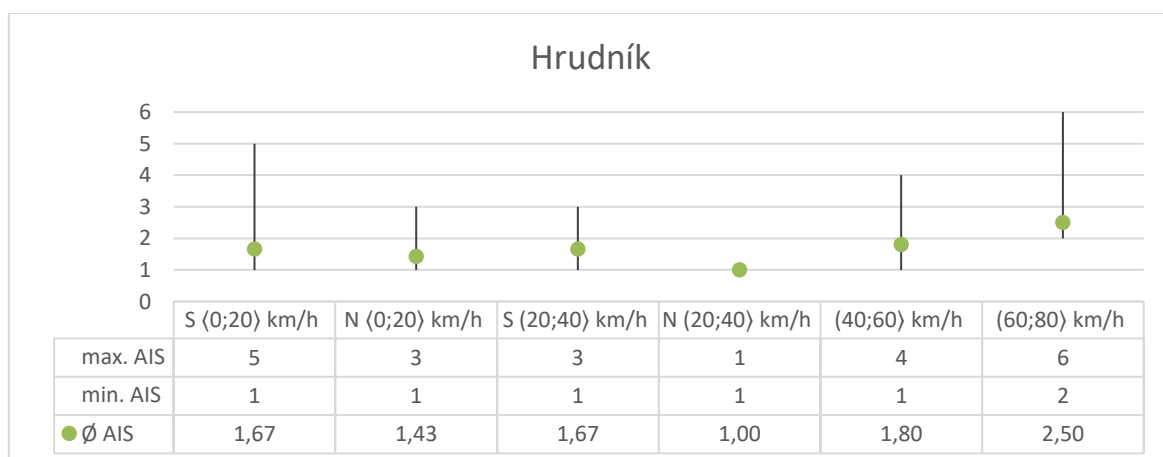 Hrudník
6
5
4
3
2
1
0
S ⟨0;20⟩ km/h N ⟨0;20⟩ km/h S (20;40⟩ km/h N (20;40⟩ km/h (40;60⟩ km/h (60;80⟩ km/h
max. AIS 5 3 3 1 4 6
min. AIS 1 1 1 1 1 2
Ø AIS 1,67 1,43 1,67 1,00 1,80 2,50